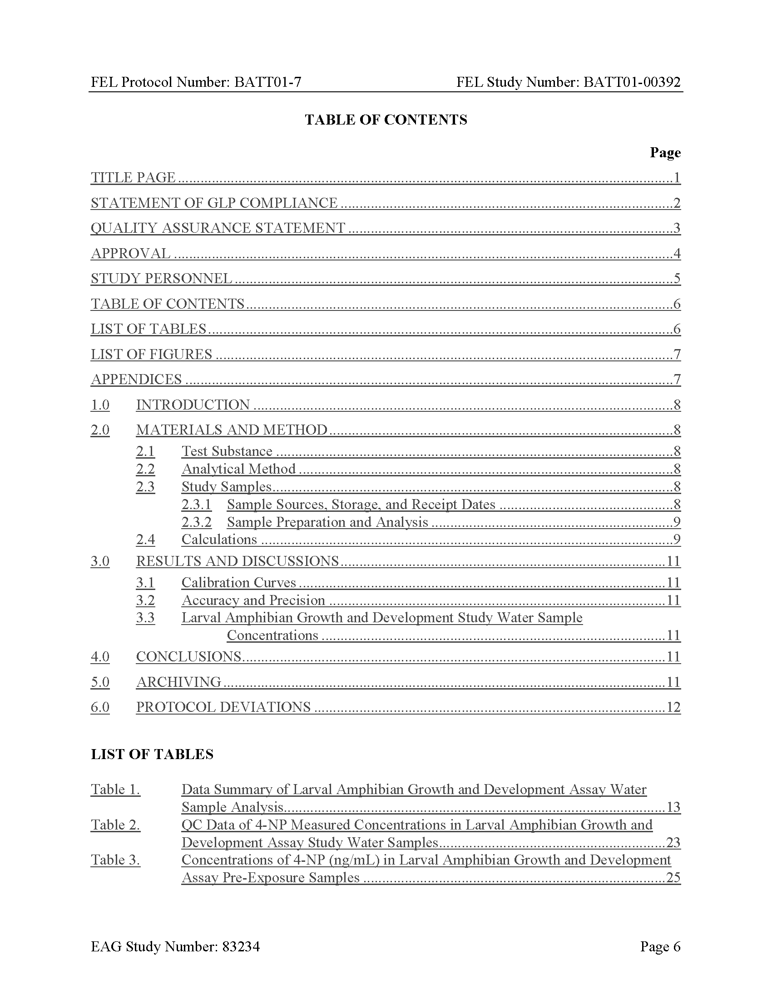 FEL Protocol Number: BATT01-7 FEL Study Number: BATT01-00392
TABLE OF CONTENTS
Page
TITLE PAGE 1
STATEMENT OF GLP COMPLIANCE 2
QUALITY ASSURANCE STATEMENT 3
APPROVAL 4
STUDY PERSONNEL 5
TABLE OF CONTENTS 6
LIST OF TABLES 6
LIST OF FIGURES 7
APPENDICES 7
1.0 INTRODUCTION 8
2.0 MATERIALS AND METHOD 8
2.1 Test Substance 8
2.2 Analytical Method 8
2.3 Study Samples 8
2.3.1 Sample Sources, Storage, and Receipt Dates 8
2.3.2 Sample Preparation and Analysis 9
2.4 Calculations 9
3.0 RESULTS AND DISCUSSIONS 11
3.1 Calibration Curves 11
3.2 Accuracy and Precision 11
3.3 Larval Amphibian Growth and Development Study Water Sample
Concentrations 11
4.0 CONCLUSIONS 11
5.0 ARCHIVING 11
6.0 PROTOCOL DEVIATIONS 12
LIST OF TABLES
Table 1. Data Summary of Larval Amphibian Growth and Development Assay Water
Sample Analysis 13
Table 2. QC Data of 4-NP Measured Concentrations in Larval Amphibian Growth and
Development Assay Study Water Samples 23
Table 3. Concentrations of 4-NP (ng/mL) in Larval Amphibian Growth and Development
Assay Pre-Exposure Samples 25
EAG Study Number: 83234 Page 6